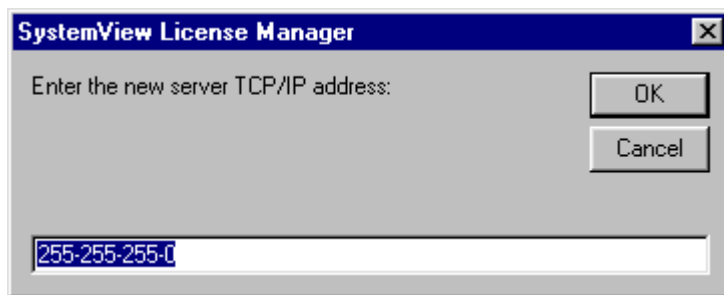 SystemView License Manager
Enter the new server TCP/IP address:
OK
Cancel
255-255-255-0